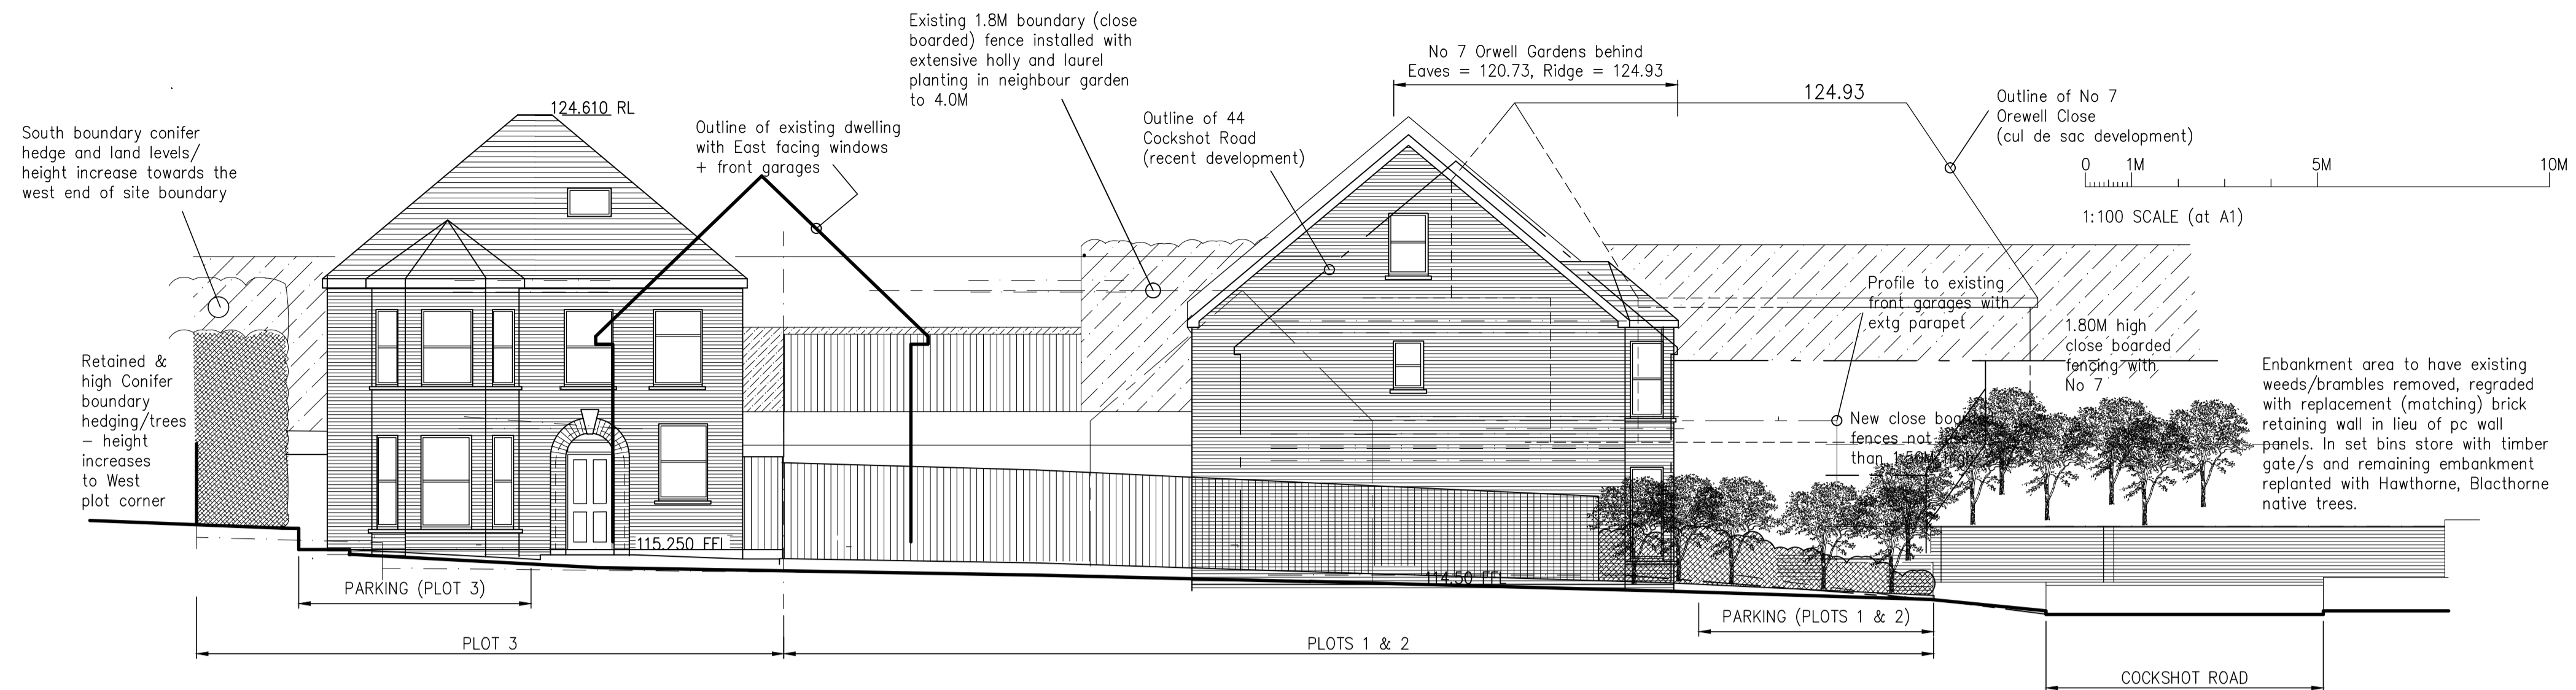 South boundary conifer
hedge and land levels/
height increase towards the
west end of site boundary
Retained &
high Conifer
boundary
hedging/trees
– height
increases
to West
plot corner
124.610 RL
Outline of existing dwelling
with East facing windows
+ front garages
Existing 1.8M boundary (close
boarded) fence installed with
extensive holly and laurel
planting in neighbour garden
to 4.0M
Outline of 44
Cockshot Road
(recent development)
No 7 Orwell Gardens behind
Eaves = 120.73, Ridge = 124.93
124.93
Outline of No 7
Orewell Close
(cul de sac development)
0 1M 5M 10M
1:100 SCALE (at A1)
Profile to existing
front garages with
extg parapet
1.80M high
close boarded
fencing with
No 7
New close boarded
fences not less
than 1.50M high
Enbankment area to have existing
weeds/brambles removed, regraded
with replacement (matching) brick
retaining wall in lieu of pc wall
panels. In set bins store with timber
gate/s and remaining embankment
replanted with Hawthorne, Blacthorne
native trees.
115.250 FFL
114.50 FFL
PARKING (PLOT 3)
PARKING (PLOTS 1 & 2)
PLOT 3
PLOTS 1 & 2
COCKSHOT ROAD